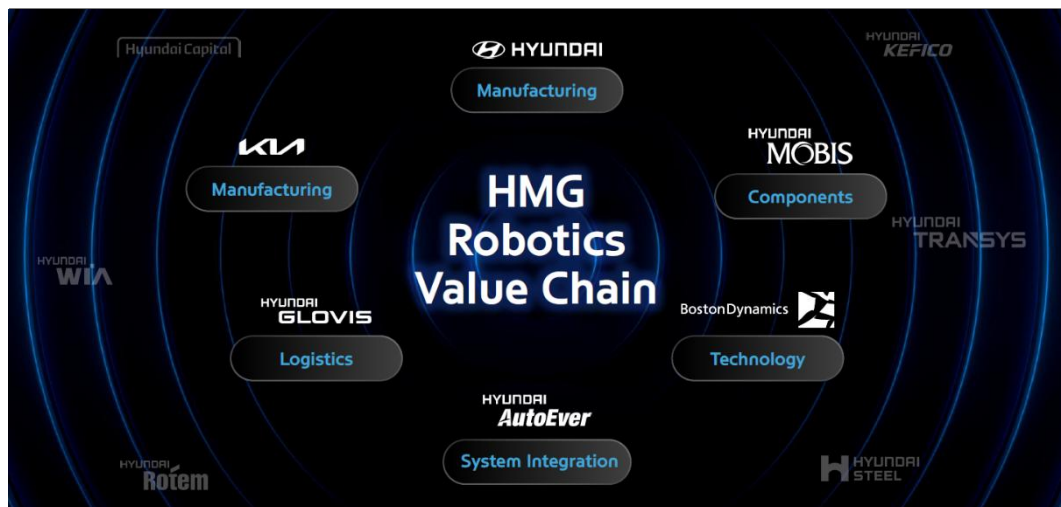 Hyundai Capital
HYUNDAI
HYUNDAI
KEFICO
Manufacturing
KIA
Manufacturing
HYUNDAI
MOBIS
Components
HMG
Robotics
Value Chain
HYUNDAI
TRANSYS
HYUNDAI
WIA
HYUNDAI
GLOVIS
Logistics
BostonDynamics
Technology
HYUNDAI
AutoEver
System Integration
HYUNDAI
Rotem
HYUNDAI
STEEL